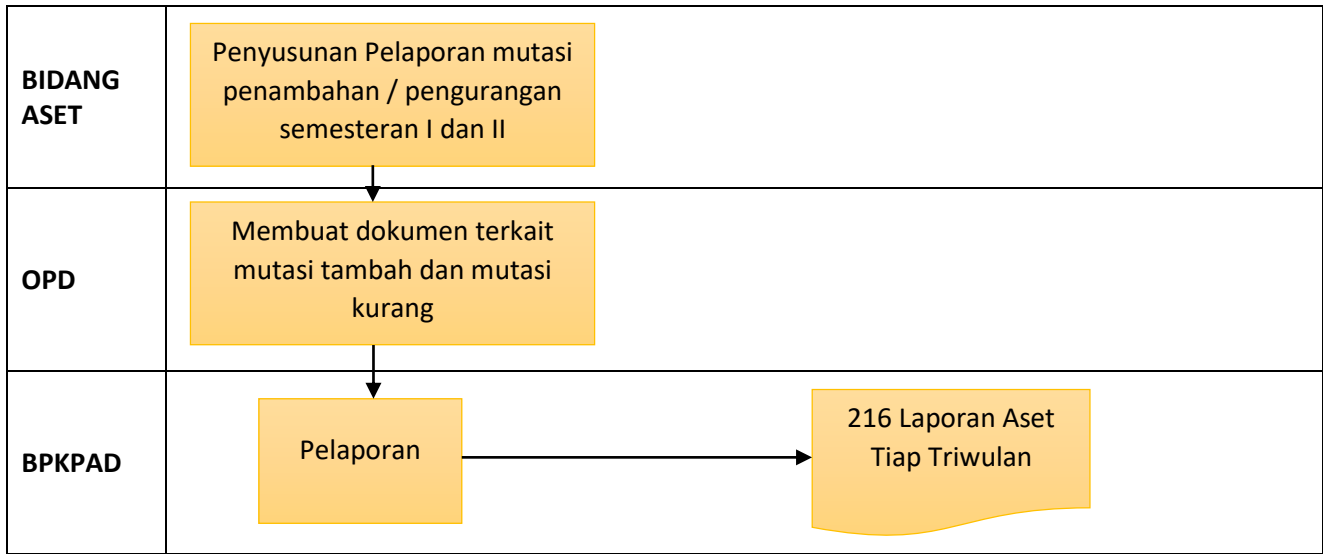 BIDANG
ASET
Penyusunan Pelaporan mutasi
penambahan / pengurangan
semesteran I dan II
OPD
Membuat dokumen terkait
mutasi tambah dan mutasi
kurang
BPKPAD
Pelaporan
216 Laporan Aset
Tiap Triwulan